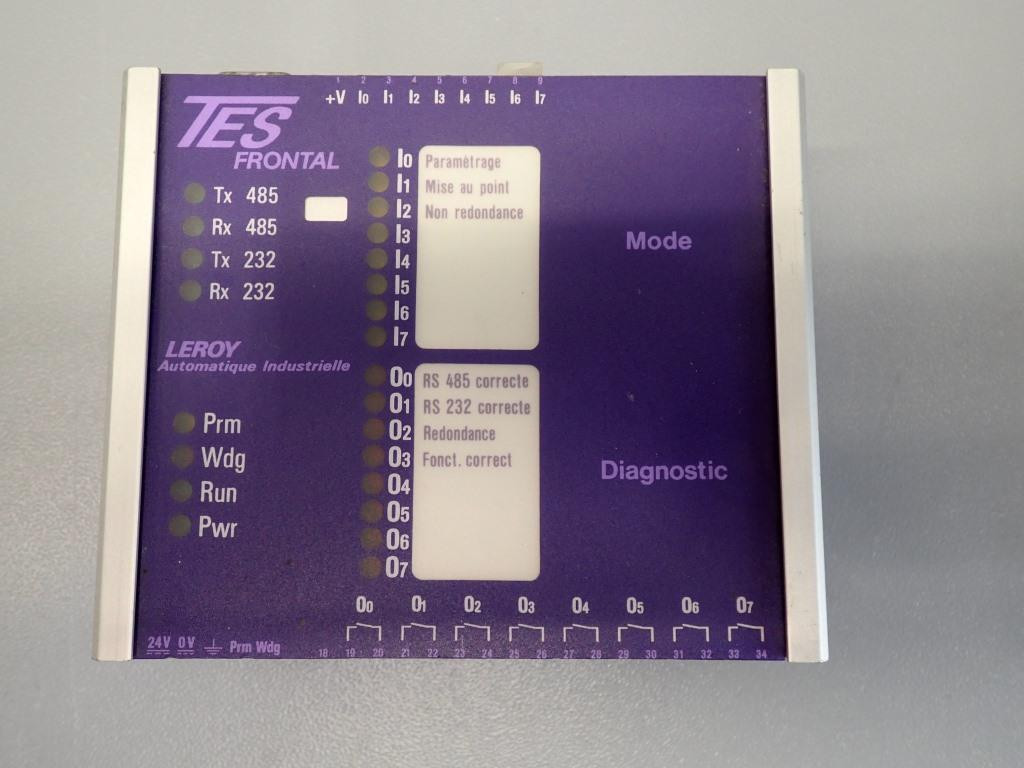 1 2 3 4 5 6 7 8 9
+V I0 I1 I2 I3 I4 I5 I6 I7
TES
FRONTAL
Tx 485
Rx 485
Tx 232
Rx 232
LEROY
Automatique Industrielle
Prm
Wdg
Run
Pwr
I0 Paramètrage
I1 Mise au point
I2 Non redondance
I3
I4
I5
I6
I7
Mode
O0 RS 485 correcte
O1 RS 232 correcte
O2 Redondance
O3 Fonct. correct
O4
O5
O6
O7
Diagnostic
O0 O1 O2 O3 O4 O5 O6 O7
24V 0V Prm Wdg 18 19 20 21 22 23 24 25 26 27 28 29 30 31 32 33 34